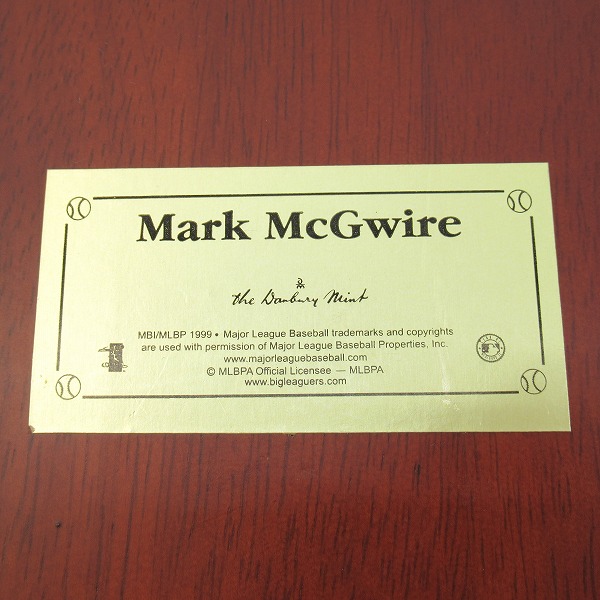 Mark McGwire
the Danbury Mint
MBI/MLBP 1999 • Major League Baseball trademarks and copyrights
are used with permission of Major League Baseball Properties, Inc.
www.majorleaguebaseball.com
© MLBPA Official Licensee — MLBPA
www.bigleaguers.com